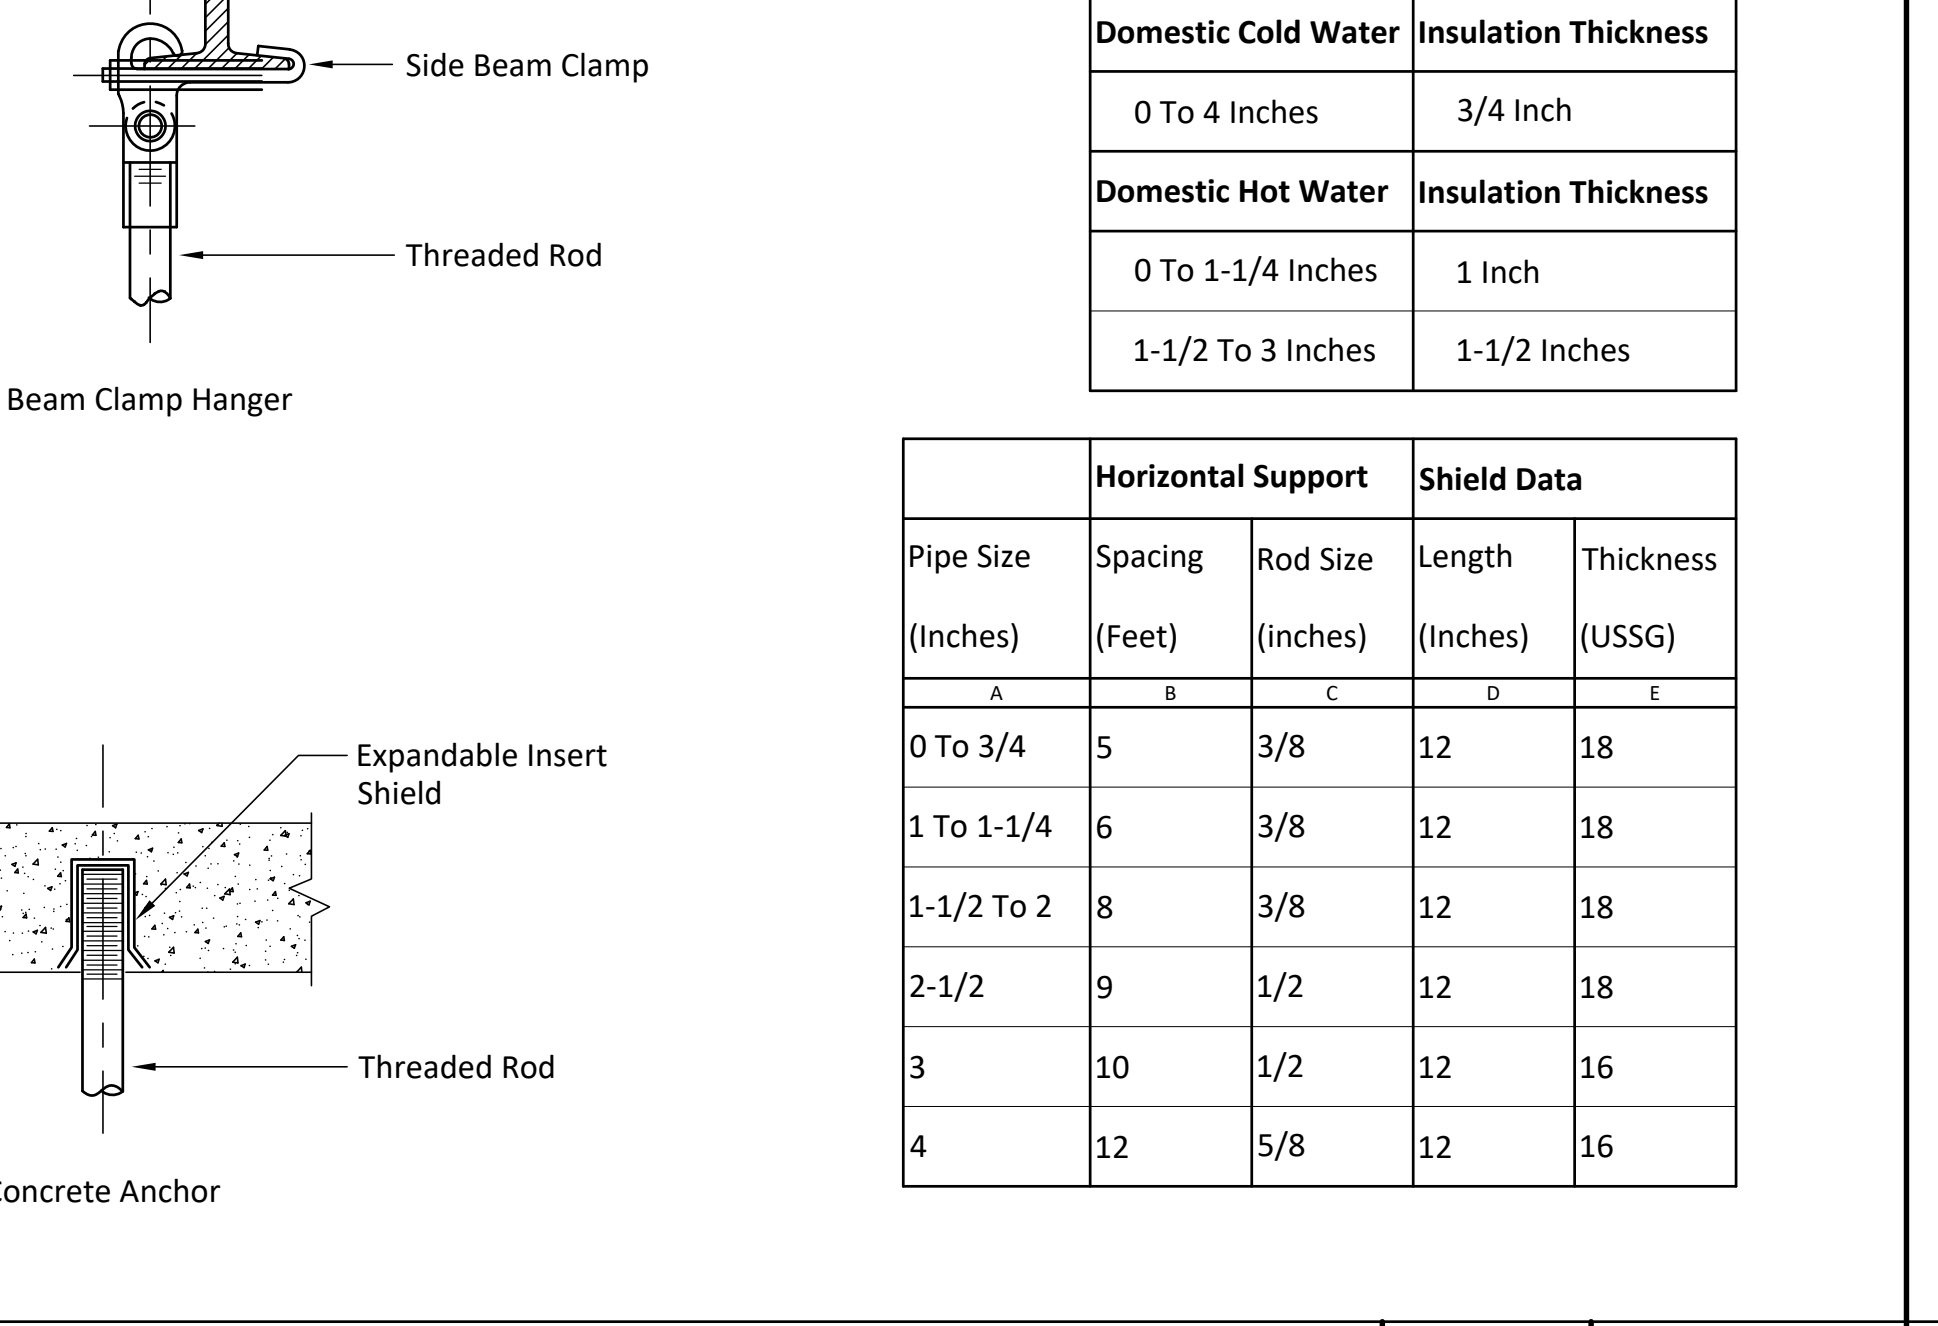 Side Beam Clamp
Threaded Rod
Beam Clamp Hanger
Expandable Insert
Shield
Threaded Rod
Concrete Anchor
Domestic Cold Water Insulation Thickness
0 To 4 Inches 3/4 Inch
Domestic Hot Water Insulation Thickness
0 To 1-1/4 Inches 1 Inch
1-1/2 To 3 Inches 1-1/2 Inches
Horizontal Support Shield Data
Pipe Size Spacing Rod Size Length Thickness
(Inches) (Feet) (inches) (Inches) (USSG)
A B C D E
0 To 3/4 5 3/8 12 18
1 To 1-1/4 6 3/8 12 18
1-1/2 To 2 8 3/8 12 18
2-1/2 9 1/2 12 18
3 10 1/2 12 16
4 12 5/8 12 16